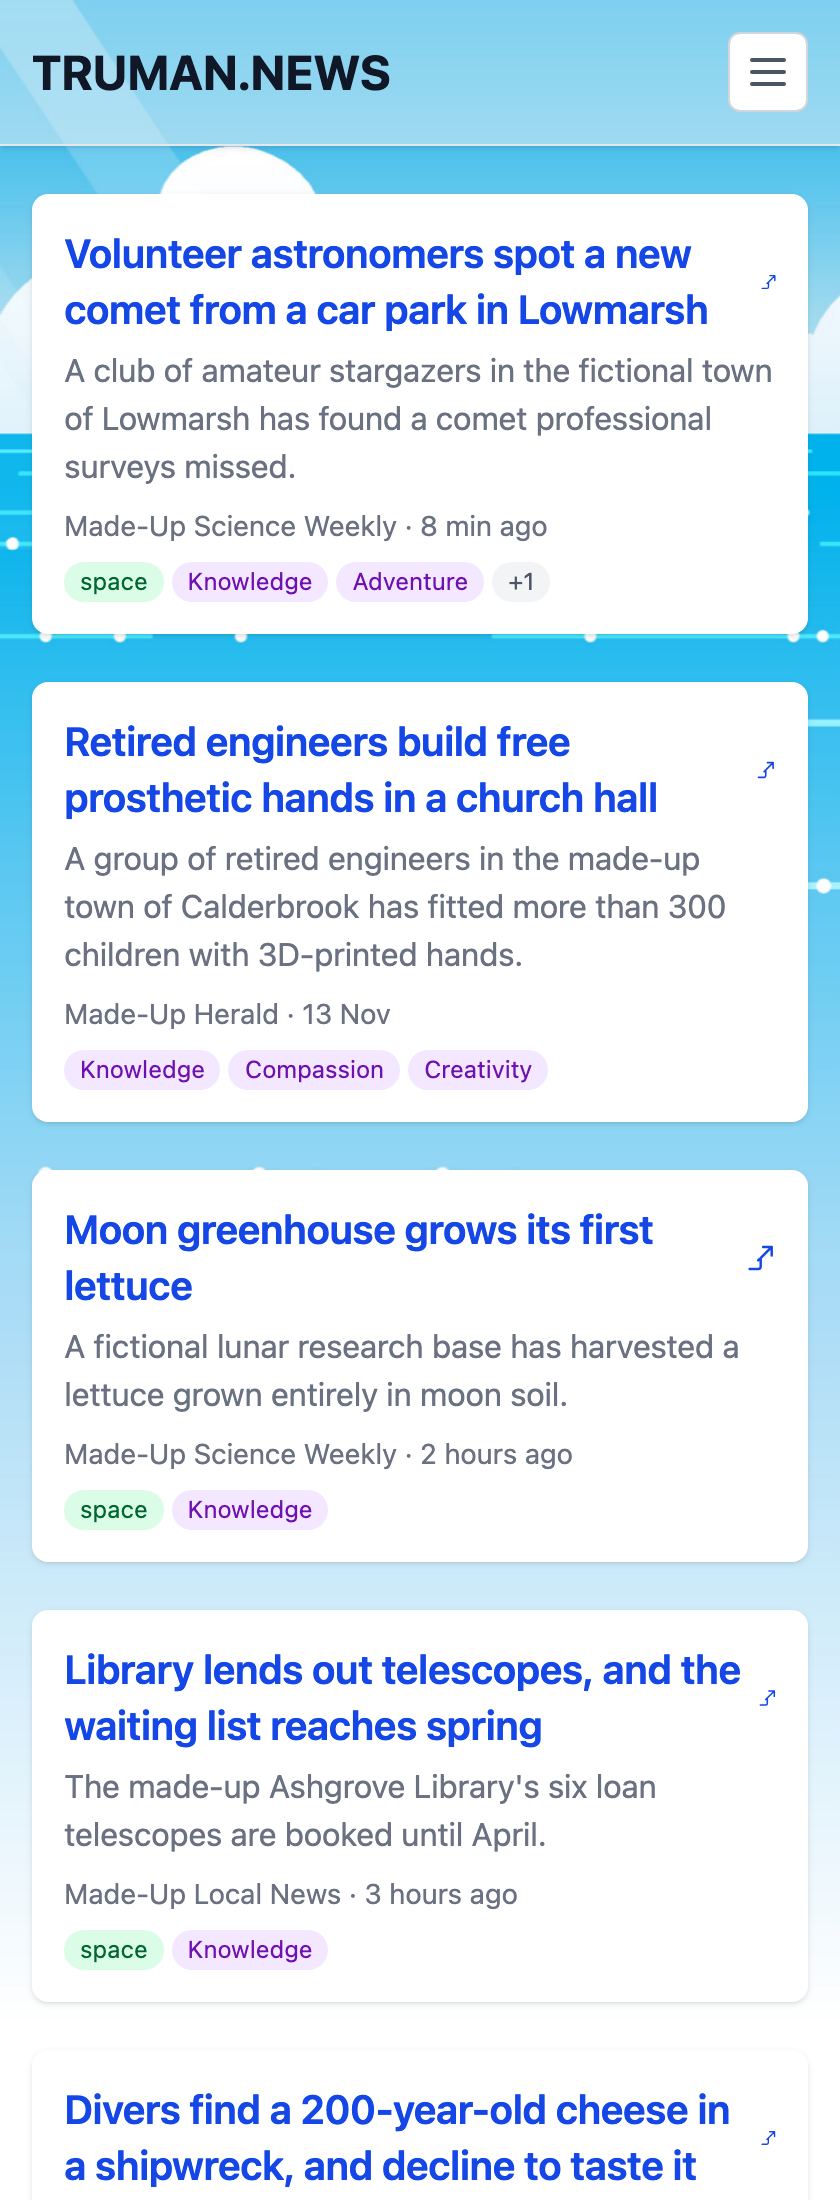 TRUMAN.NEWS
Volunteer astronomers spot a new
comet from a car park in Lowmarsh
A club of amateur stargazers in the fictional town
of Lowmarsh has found a comet professional
surveys missed.
Made-Up Science Weekly · 8 min ago
space Knowledge Adventure +1
Retired engineers build free
prosthetic hands in a church hall
A group of retired engineers in the made-up
town of Calderbrook has fitted more than 300
children with 3D-printed hands.
Made-Up Herald · 13 Nov
Knowledge Compassion Creativity
Moon greenhouse grows its first
lettuce
A fictional lunar research base has harvested a
lettuce grown entirely in moon soil.
Made-Up Science Weekly · 2 hours ago
space Knowledge
Library lends out telescopes, and the
waiting list reaches spring
The made-up Ashgrove Library's six loan
telescopes are booked until April.
Made-Up Local News · 3 hours ago
space Knowledge
Divers find a 200-year-old cheese in
a shipwreck, and decline to taste it